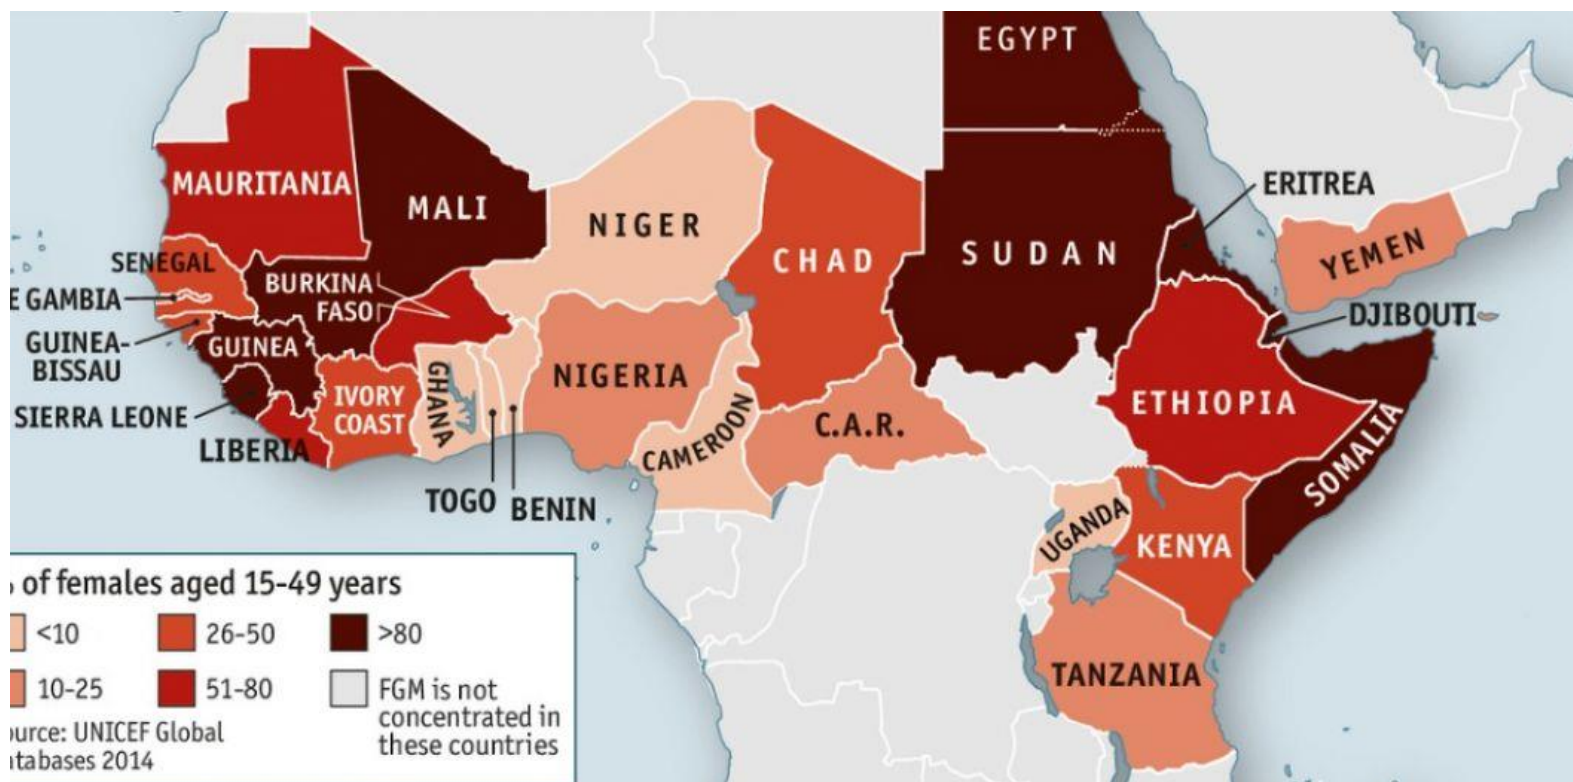 EGYPT
MAURITANIA
MALI
NIGER
CHAD
SUDAN
ERITREA
YEMEN
SENEGAL
E GAMBIA
BURKINA
FASO
GUINEA-
BISSAU
GUINEA
SIERRA LEONE
LIBERIA
IVORY
COAST
GHANA
TOGO
BENIN
NIGERIA
CAMEROON
C.A.R.
DJIBOUTI
ETHIOPIA
SOMALIA
UGANDA
KENYA
TANZANIA
of females aged 15-49 years
<10
26-50
>80
10-25
51-80
FGM is not
concentrated in
these countries
ource: UNICEF Global
atabases 2014